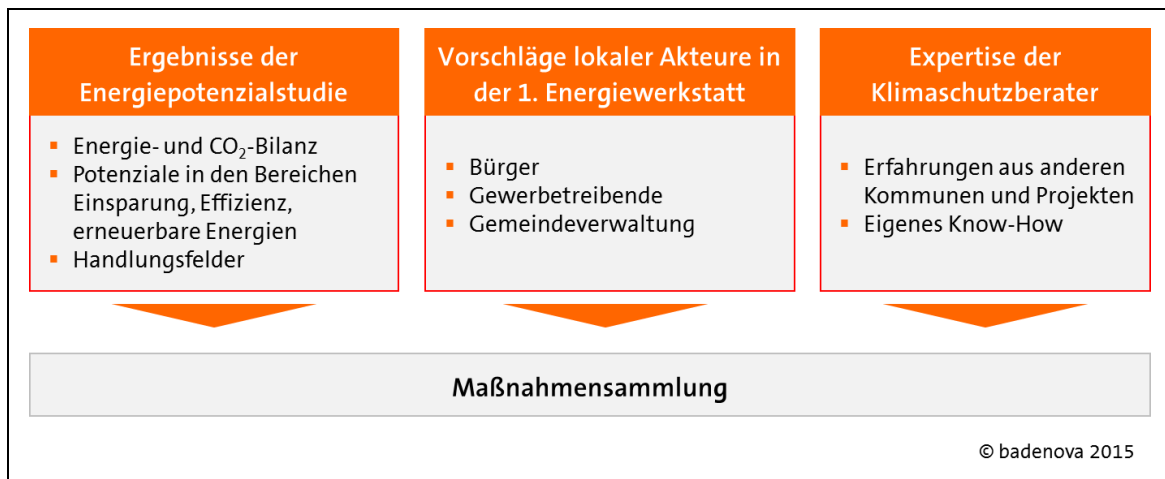 Ergebnisse der
Energiepotenzialstudie
▪ Energie- und CO₂-Bilanz
▪ Potenziale in den Bereichen
Einsparung, Effizienz,
erneuerbare Energien
▪ Handlungsfelder
Vorschläge lokaler Akteure in
der 1. Energiewerkstatt
▪ Bürger
▪ Gewerbetreibende
▪ Gemeindeverwaltung
Expertise der
Klimaschutzberater
▪ Erfahrungen aus anderen
Kommunen und Projekten
▪ Eigenes Know-How
Maßnahmensammlung
© badenova 2015